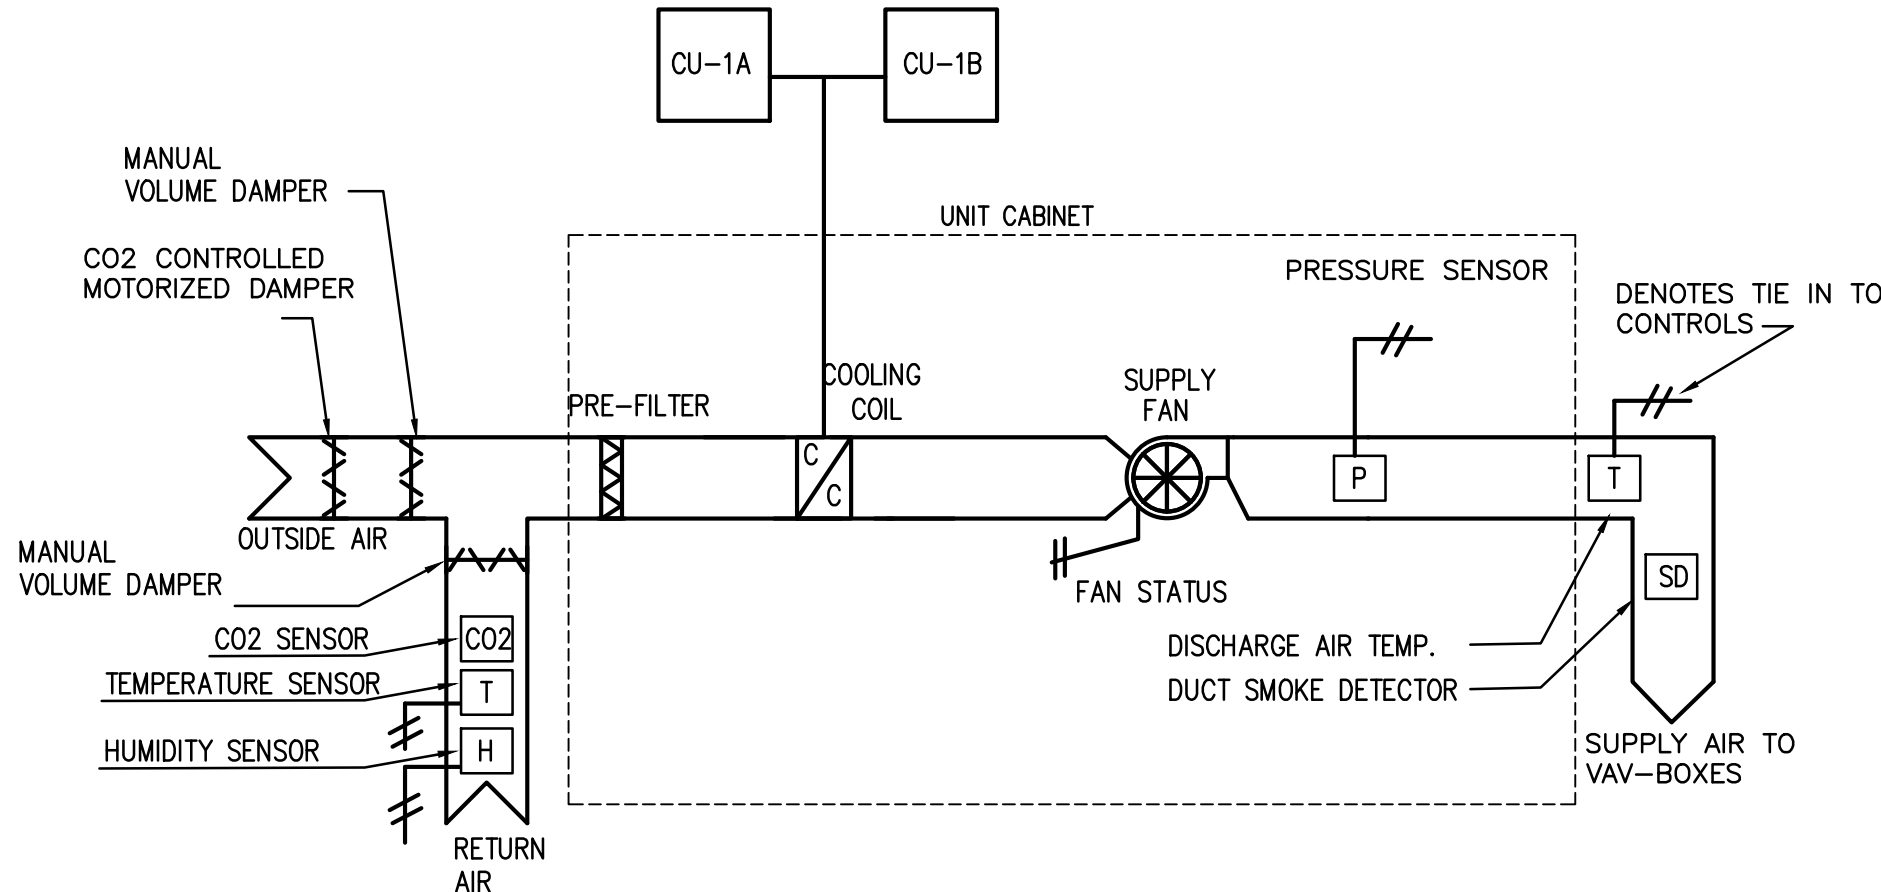 CU-1A
CU-1B
MANUAL
VOLUME DAMPER
UNIT CABINET
CO2 CONTROLLED
MOTORIZED DAMPER
PRESSURE SENSOR
DENOTES TIE IN TO
CONTROLS
COOLING
COIL
SUPPLY
FAN
PRE-FILTER
C
C
P
T
OUTSIDE AIR
MANUAL
VOLUME DAMPER
FAN STATUS
SD
CO2 SENSOR
CO2
DISCHARGE AIR TEMP.
TEMPERATURE SENSOR
T
DUCT SMOKE DETECTOR
HUMIDITY SENSOR
H
SUPPLY AIR TO
VAV-BOXES
RETURN
AIR